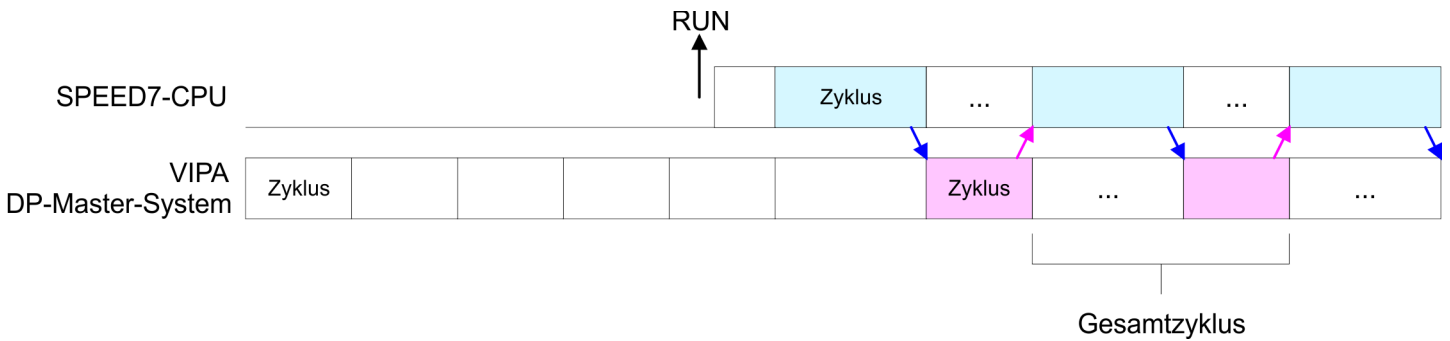 RUN
SPEED7-CPU
Zyklus
...
...
VIPA
DP-Master-System
Zyklus
Zyklus
...
...
Gesamtzyklus